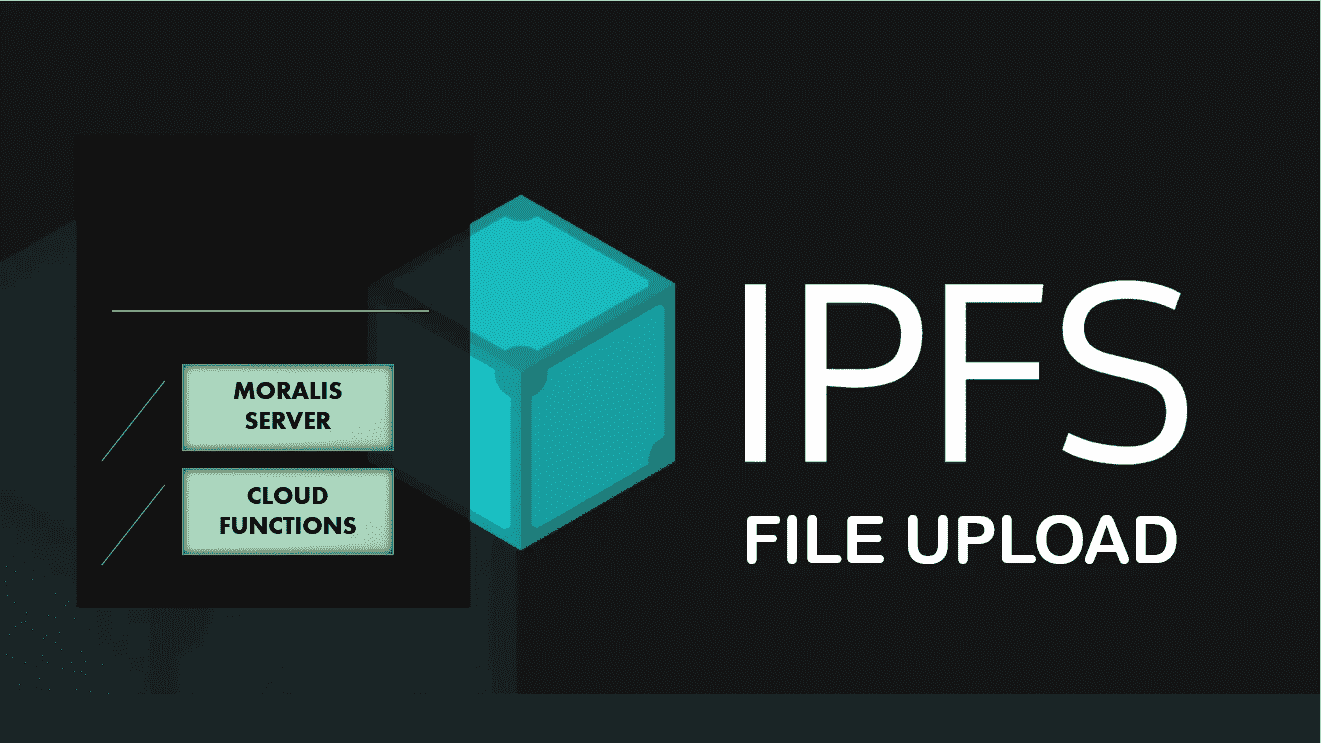 MORALIS
SERVER
CLOUD
FUNCTIONS
IPFS
FILE UPLOAD